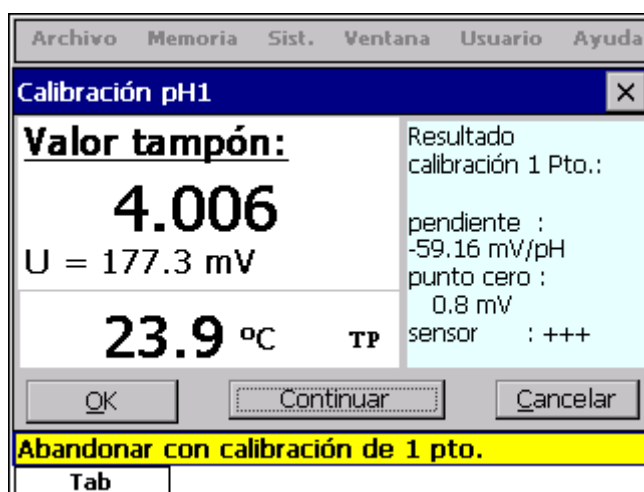 Archivo Memoria Sist. Ventana Usuario Ayuda
Calibración pH1
Valor tampón:
4.006
U = 177.3 mV
23.9 ºC TP
Resultado
calibración 1 Pto.:
pendiente :
-59.16 mV/pH
punto cero :
0.8 mV
sensor : +++
OK Continuar Cancelar
Abandonar con calibración de 1 pto.
Tab